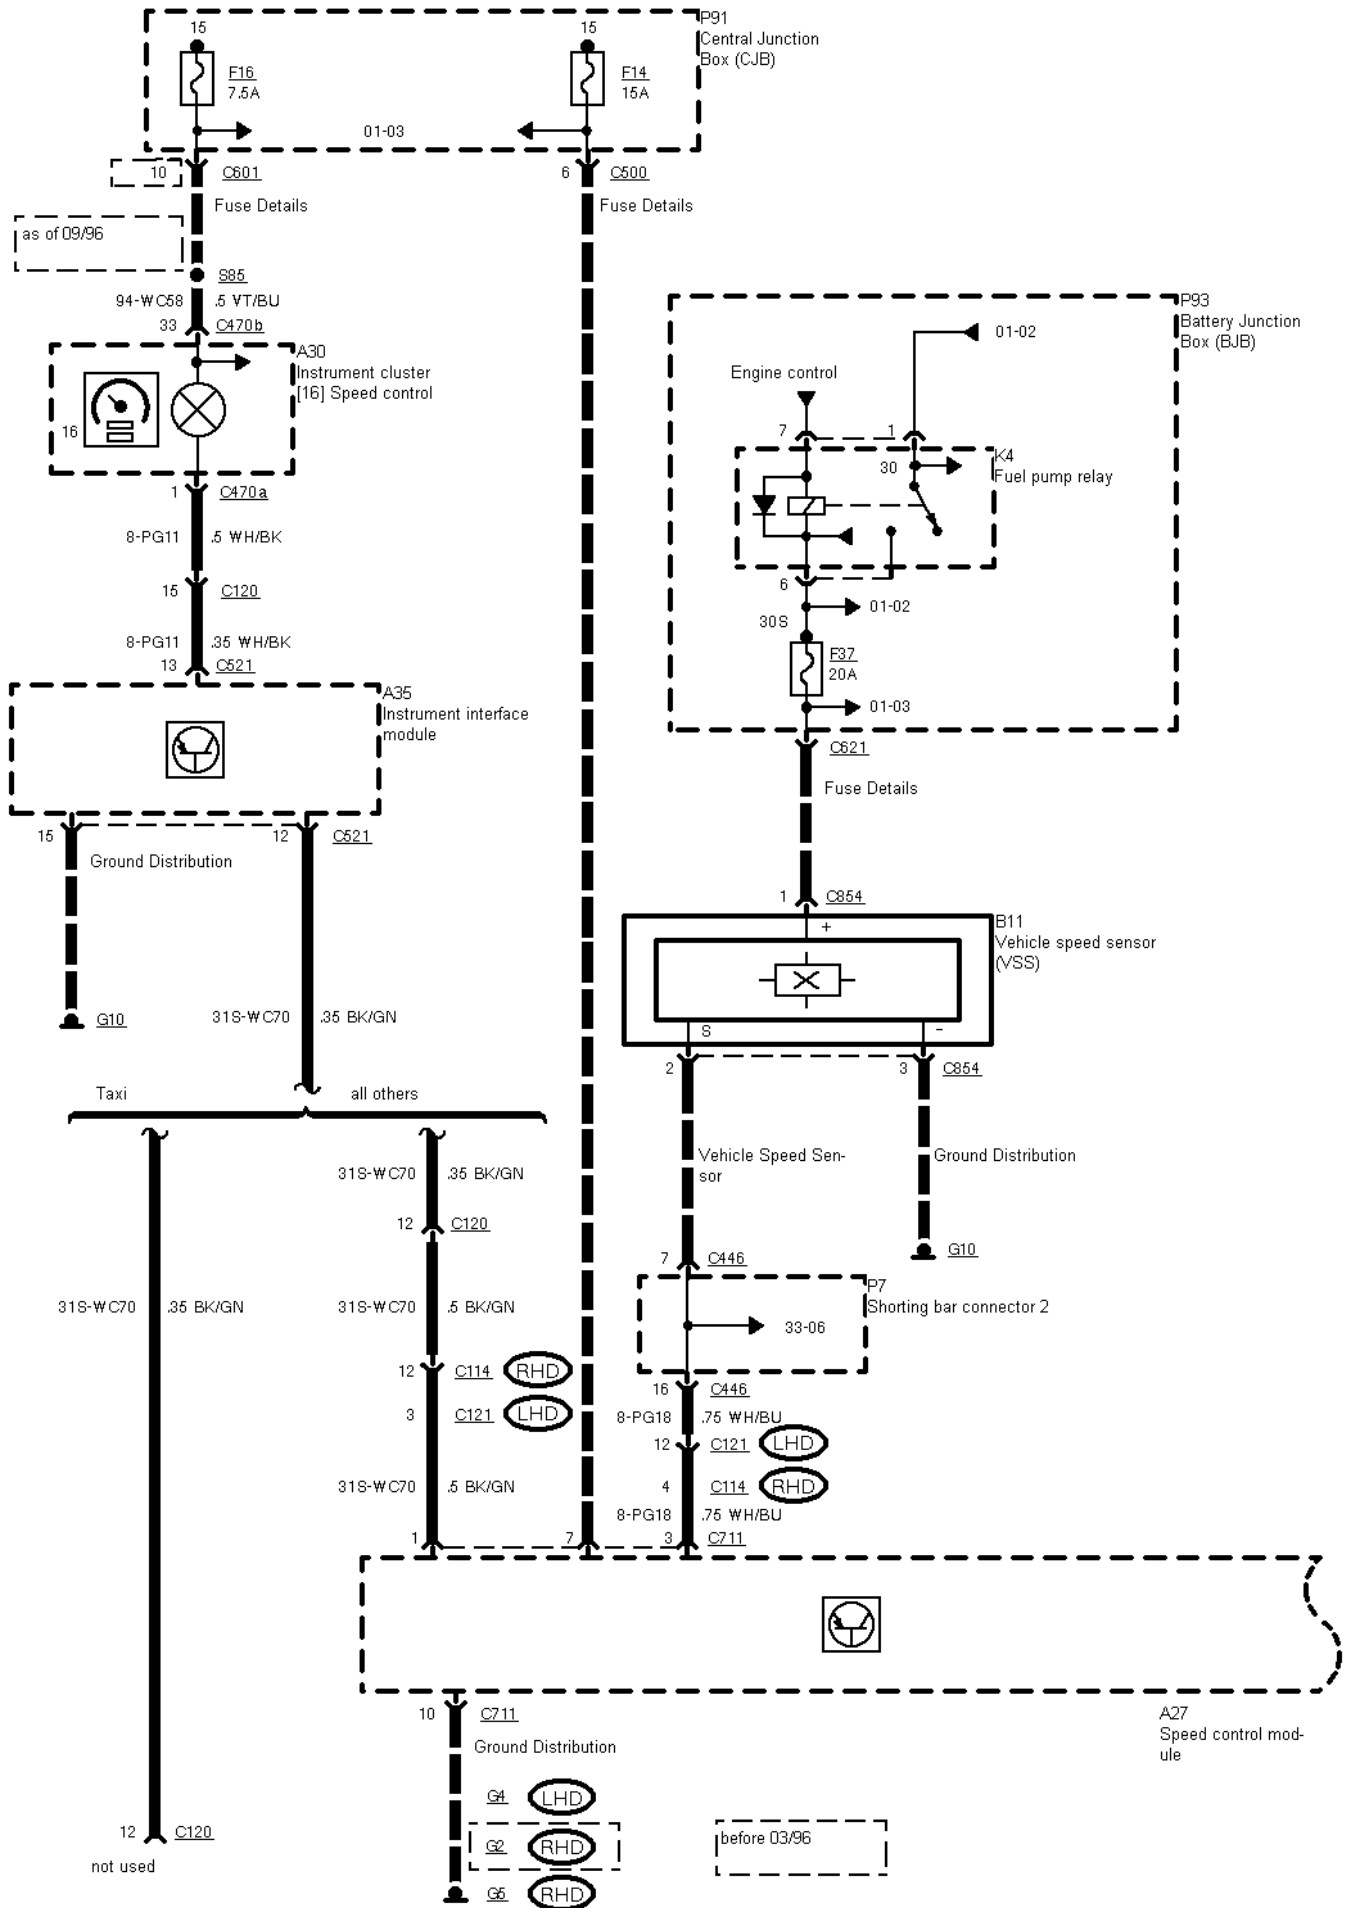 15
15
P91
Central Junction
Box (CJB)
F16
7.5A
F14
15A
01-03
10
C601
6
C500
Fuse Details
Fuse Details
as of 09/96
S85
94-WC58
.5 VT/BU
33
C470b
P93
Battery Junction
Box (BJB)
01-02
A30
Instrument cluster
[16] Speed control
16
Engine control
7
1
30
K4
Fuel pump relay
1
C470a
8-PG11
.5 WH/BK
15
C120
6
01-02
30S
8-PG11
.35 WH/BK
13
C521
F37
20A
A35
Instrument interface
module
01-03
C621
Fuse Details
15
12
C521
Ground Distribution
1
C854
+
B11
Vehicle speed sensor
(VSS)
G10
31S-WC70
.35 BK/GN
S
-
2
3
C854
Taxi
all others
Vehicle Speed Sen-
sor
Ground Distribution
31S-WC70
.35 BK/GN
12
C120
7
C446
G10
P7
Shorting bar connector 2
31S-WC70
.35 BK/GN
31S-WC70
.5 BK/GN
33-06
12
C114
RHD
16
C446
3
C121
LHD
8-PG18
.75 WH/BU
12
C121
LHD
4
C114
RHD
31S-WC70
.5 BK/GN
8-PG18
.75 WH/BU
1
7
3
C711
10
C711
A27
Speed control mod-
ule
Ground Distribution
G4
LHD
12
C120
G2
RHD
before 03/96
not used
G5
RHD